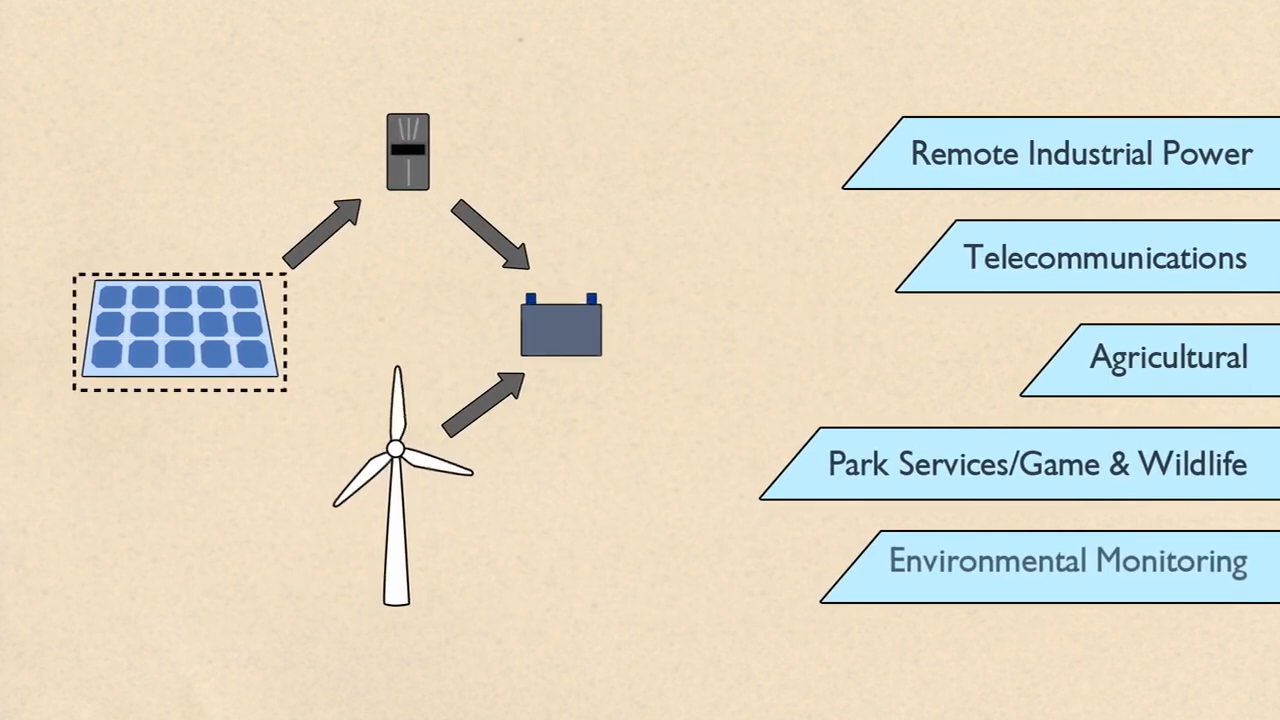 Remote Industrial Power
Telecommunications
Agricultural
Park Services/Game & Wildlife
Environmental Monitoring